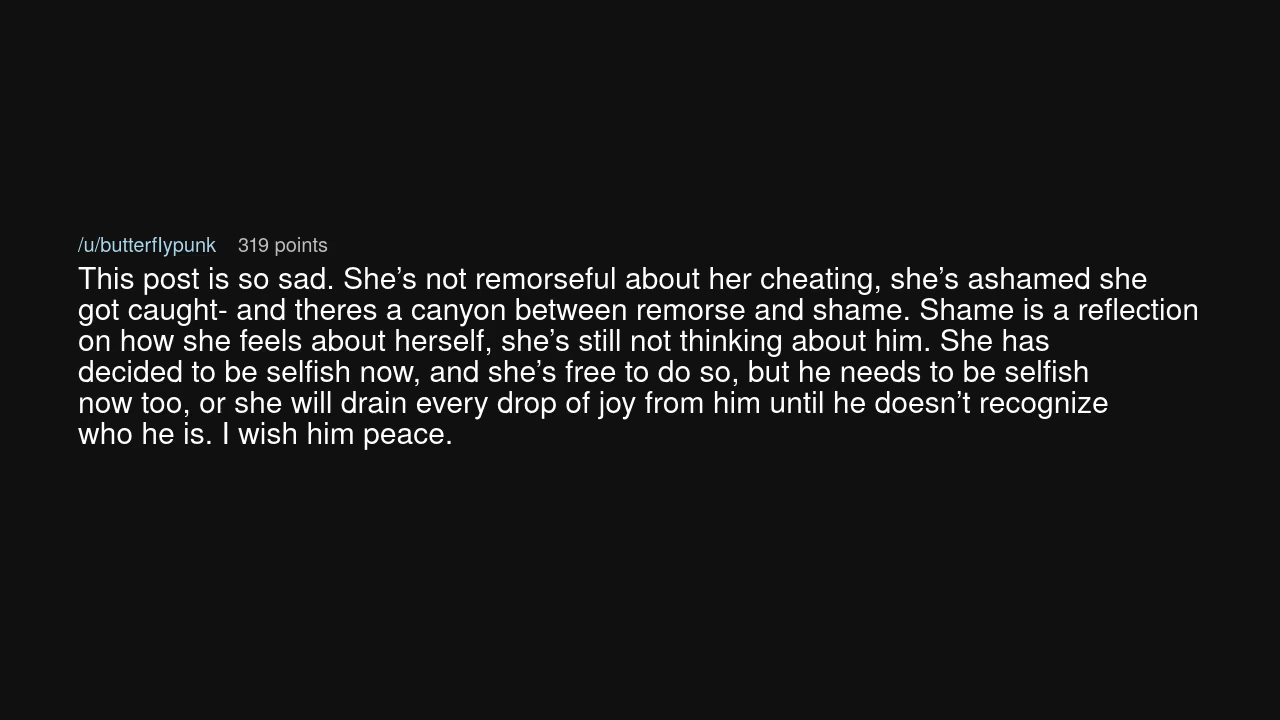 /u/butterflypunk 319 points
This post is so sad. She’s not remorseful about her cheating, she’s ashamed she
got caught- and theres a canyon between remorse and shame. Shame is a reflection
on how she feels about herself, she’s still not thinking about him. She has
decided to be selfish now, and she’s free to do so, but he needs to be selfish
now too, or she will drain every drop of joy from him until he doesn’t recognize
who he is. I wish him peace.